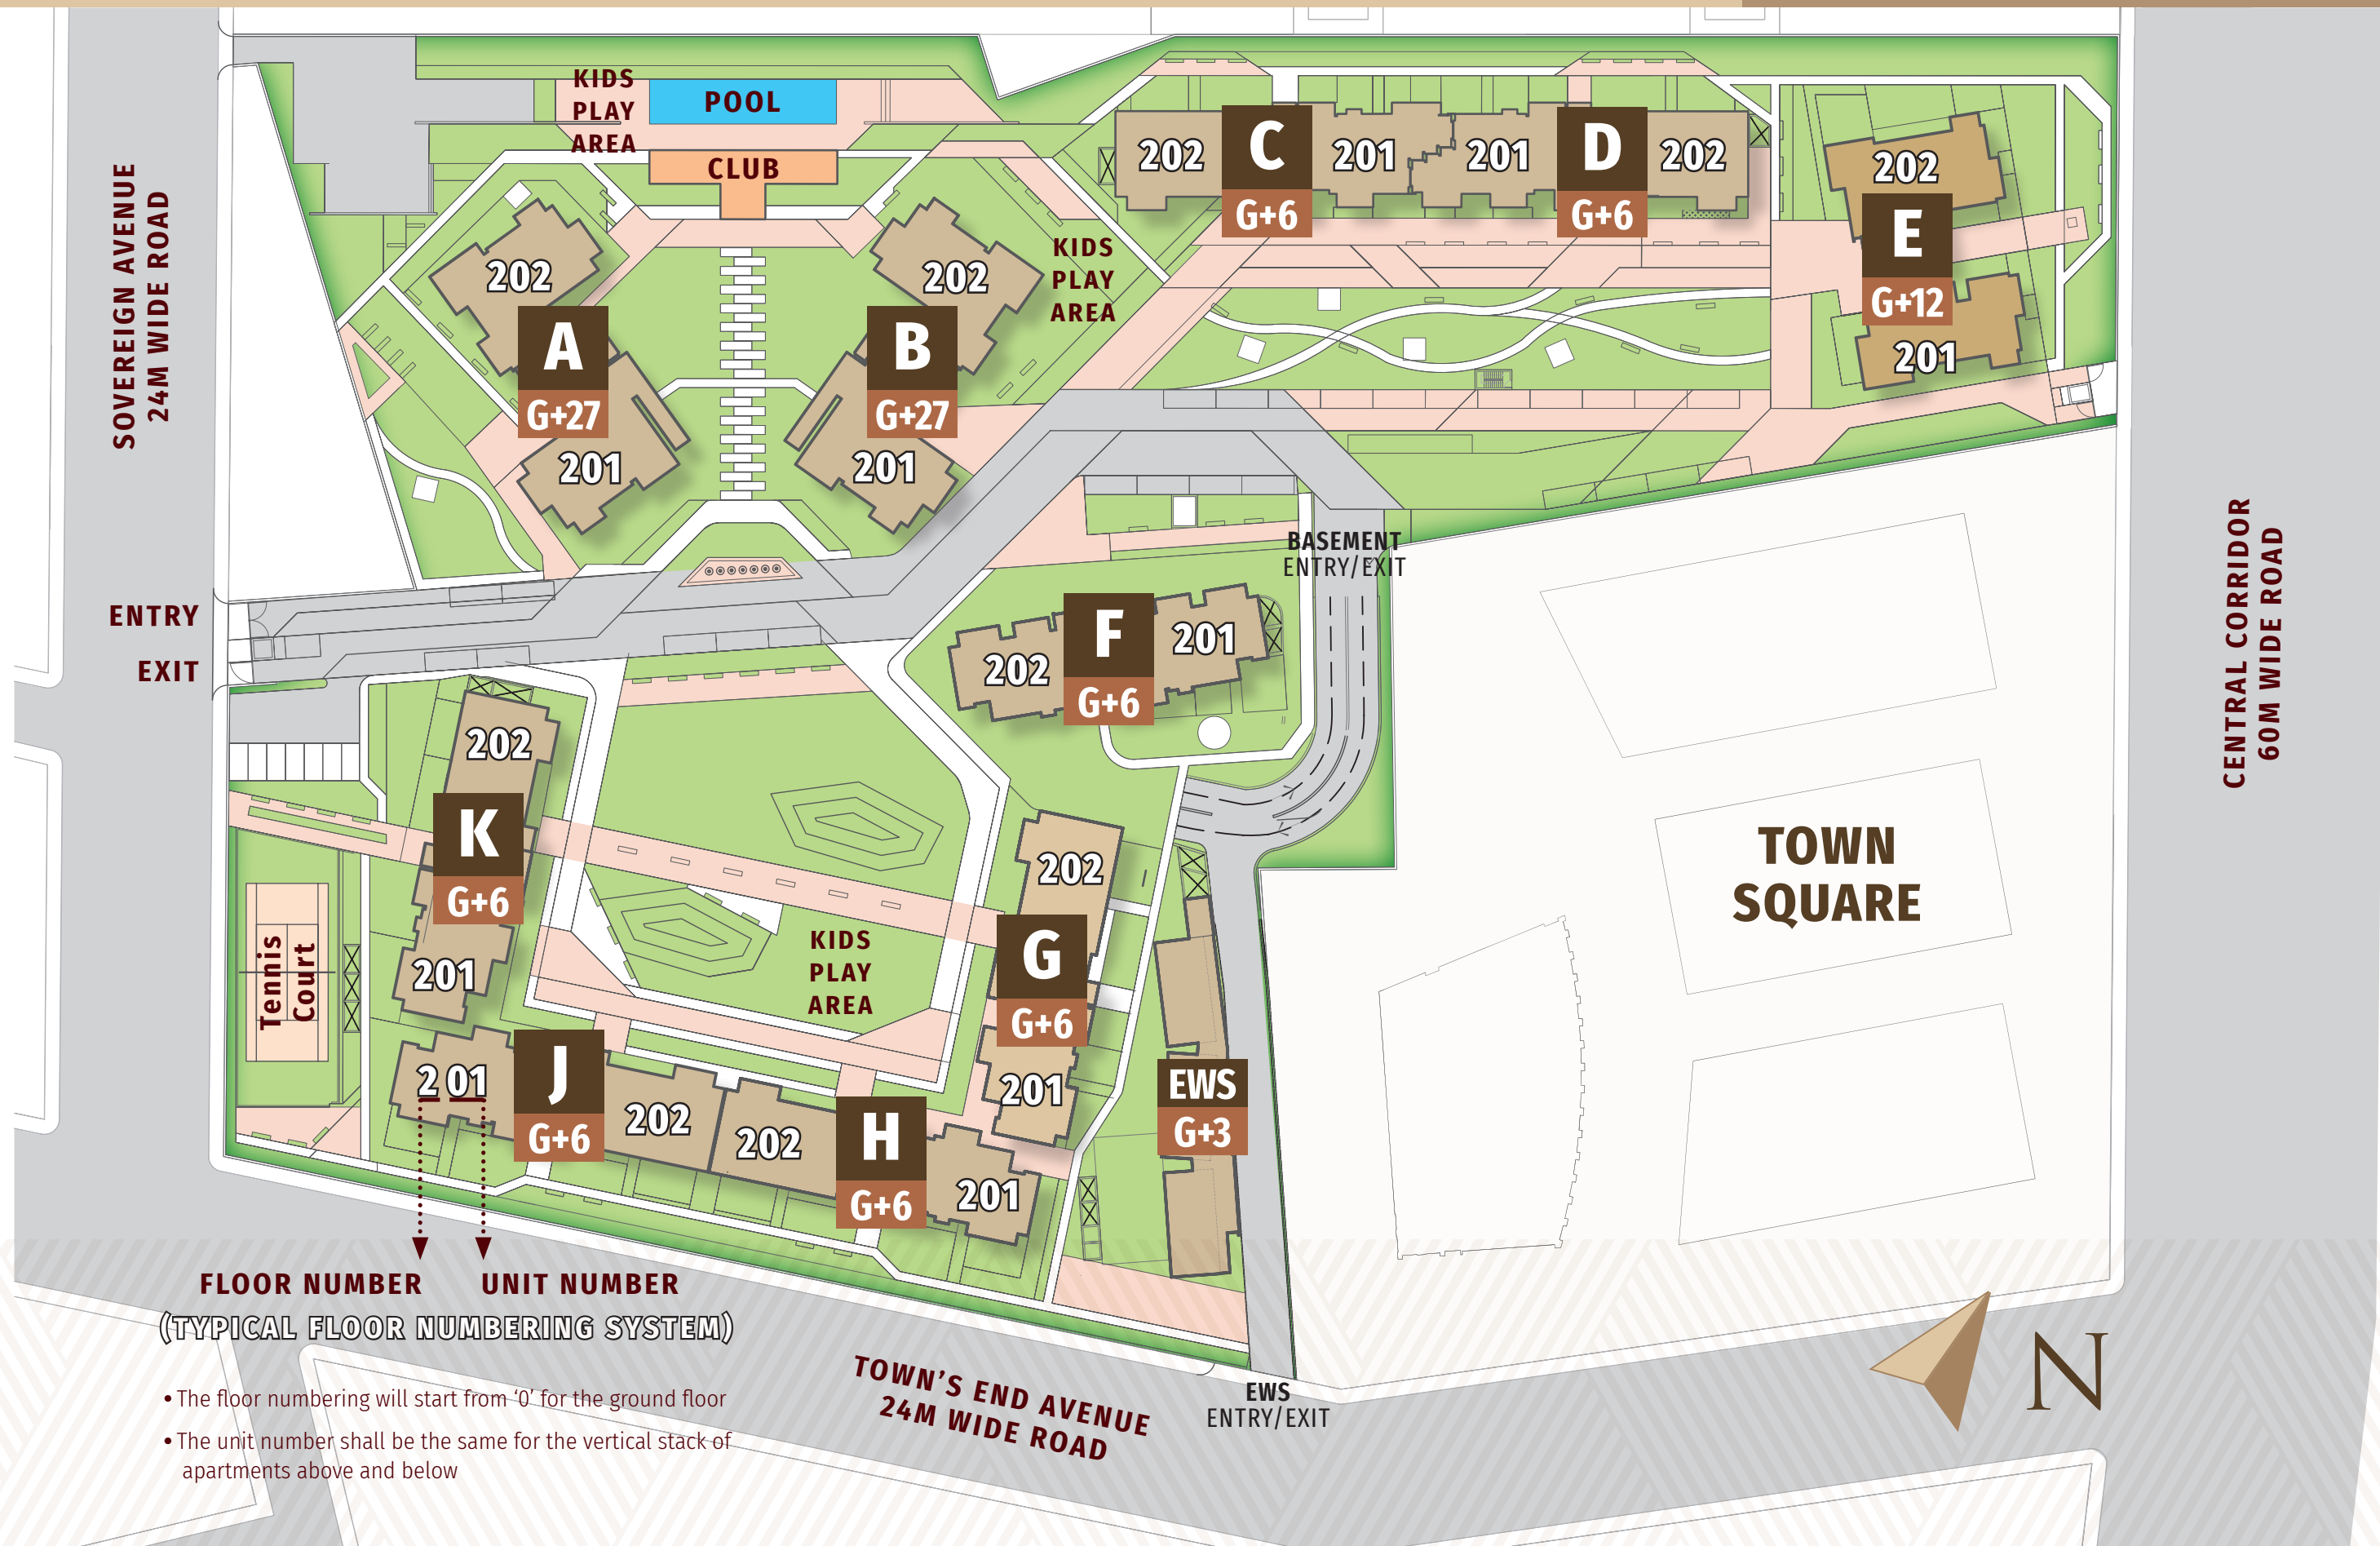 KIDS
PLAY
AREA
POOL
CLUB
202
C
G+6
201
201
D
G+6
202
202
E
G+12
201
SOVEREIGN AVENUE
24M WIDE ROAD
202
A
G+27
201
202
B
G+27
201
KIDS
PLAY
AREA
BASEMENT
ENTRY/EXIT
CENTRAL CORRIDOR
60M WIDE ROAD
ENTRY
EXIT
202
F
G+6
201
202
K
G+6
201
Tennis
Court
KIDS
PLAY
AREA
202
G
G+6
201
TOWN
SQUARE
EWS
G+3
2 01
J
G+6
202
202
H
G+6
201
FLOOR NUMBER
UNIT NUMBER
(TYPICAL FLOOR NUMBERING SYSTEM)
• The floor numbering will start from ‘0’ for the ground floor
• The unit number shall be the same for the vertical stack of
apartments above and below
TOWN’S END AVENUE
24M WIDE ROAD
EWS
ENTRY/EXIT
N